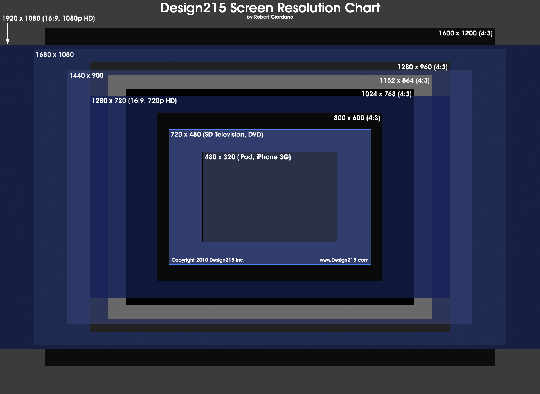 Design215 Screen Resolution Chart
by Robert Giordano
1920 x 1080 (16:9, 1080p HD)
1600 x 1200 (4:3)
1680 x 1080
1280 x 960 (4:3)
1440 x 900
1152 x 864 (4:3)
1024 x 768 (4:3)
1280 x 720 (16:9, 720p HD)
800 x 600 (4:3)
720 x 480 (SD Television, DVD)
480 x 320 (iPod, iPhone 3G)
Copyright 2010 Design215 Inc.
www.Design215.com